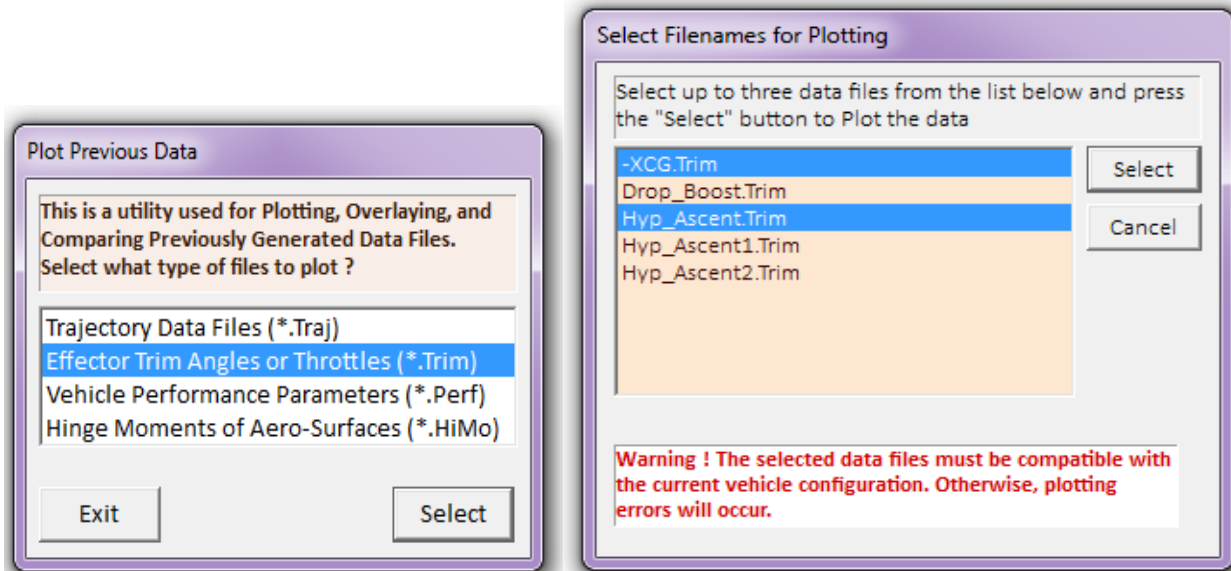 Plot Previous Data
This is a utility used for Plotting, Overlaying, and
Comparing Previously Generated Data Files.
Select what type of files to plot ?
Trajectory Data Files (*.Traj)
Effector Trim Angles or Throttles (*.Trim)
Vehicle Performance Parameters (*.Perf)
Hinge Moments of Aero-Surfaces (*.HiMo)
Exit
Select
Select Filenames for Plotting
Select up to three data files from the list below and press
the "Select" button to Plot the data
-XCG.Trim
Drop_Boost.Trim
Hyp_Ascent.Trim
Hyp_Ascent1.Trim
Hyp_Ascent2.Trim
Select
Cancel
Warning ! The selected data files must be compatible with
the current vehicle configuration. Otherwise, plotting
errors will occur.